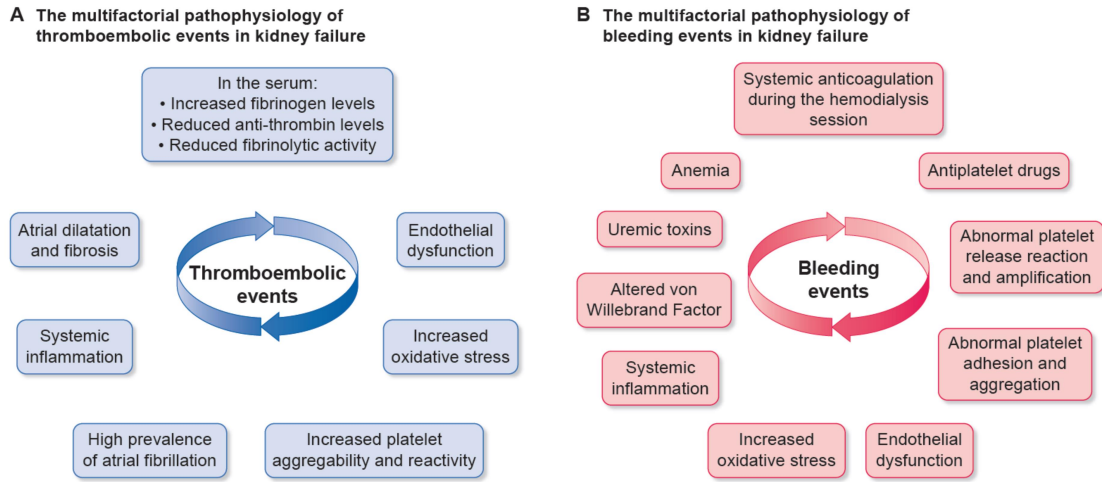 A The multifactorial pathophysiology of
thromboembolic events in kidney failure
In the serum:
• Increased fibrinogen levels
• Reduced anti-thrombin levels
• Reduced fibrinolytic activity
Atrial dilatation
and fibrosis
Endothelial
dysfunction
Thromboembolic
events
Systemic
inflammation
Increased
oxidative stress
High prevalence
of atrial fibrillation
Increased platelet
aggregability and reactivity
B The multifactorial pathophysiology of
bleeding events in kidney failure
Systemic anticoagulation
during the hemodialysis
session
Anemia
Antiplatelet drugs
Uremic toxins
Abnormal platelet
release reaction
and amplification
Bleeding
events
Altered von
Willebrand Factor
Systemic
inflammation
Abnormal platelet
adhesion and
aggregation
Increased
oxidative stress
Endothelial
dysfunction